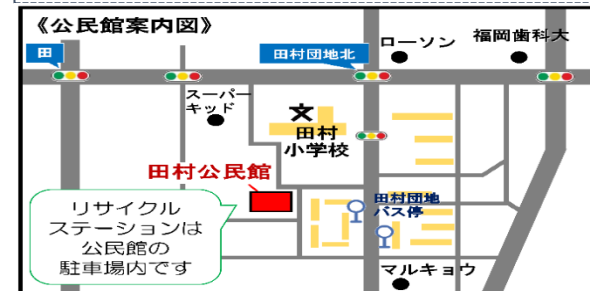 《公民館案内図》
田
田村団地北
ローソン
福岡歯科大
スーパー
キッド
文
田村
小学校
田村公民館
リサイクル
ステーションは
公民館の
駐車場内です
田村団地
バス停
マルキョウ